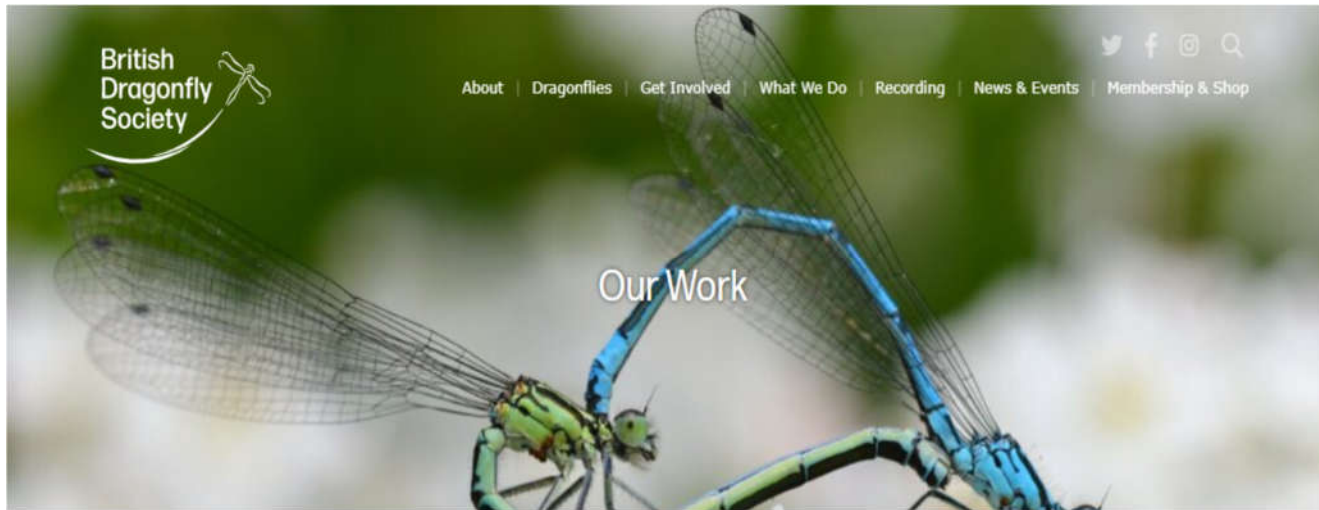 British
Dragonfly
Society
About | Dragonflies | Get Involved | What We Do | Recording | News & Events | Membership & Shop
Our Work